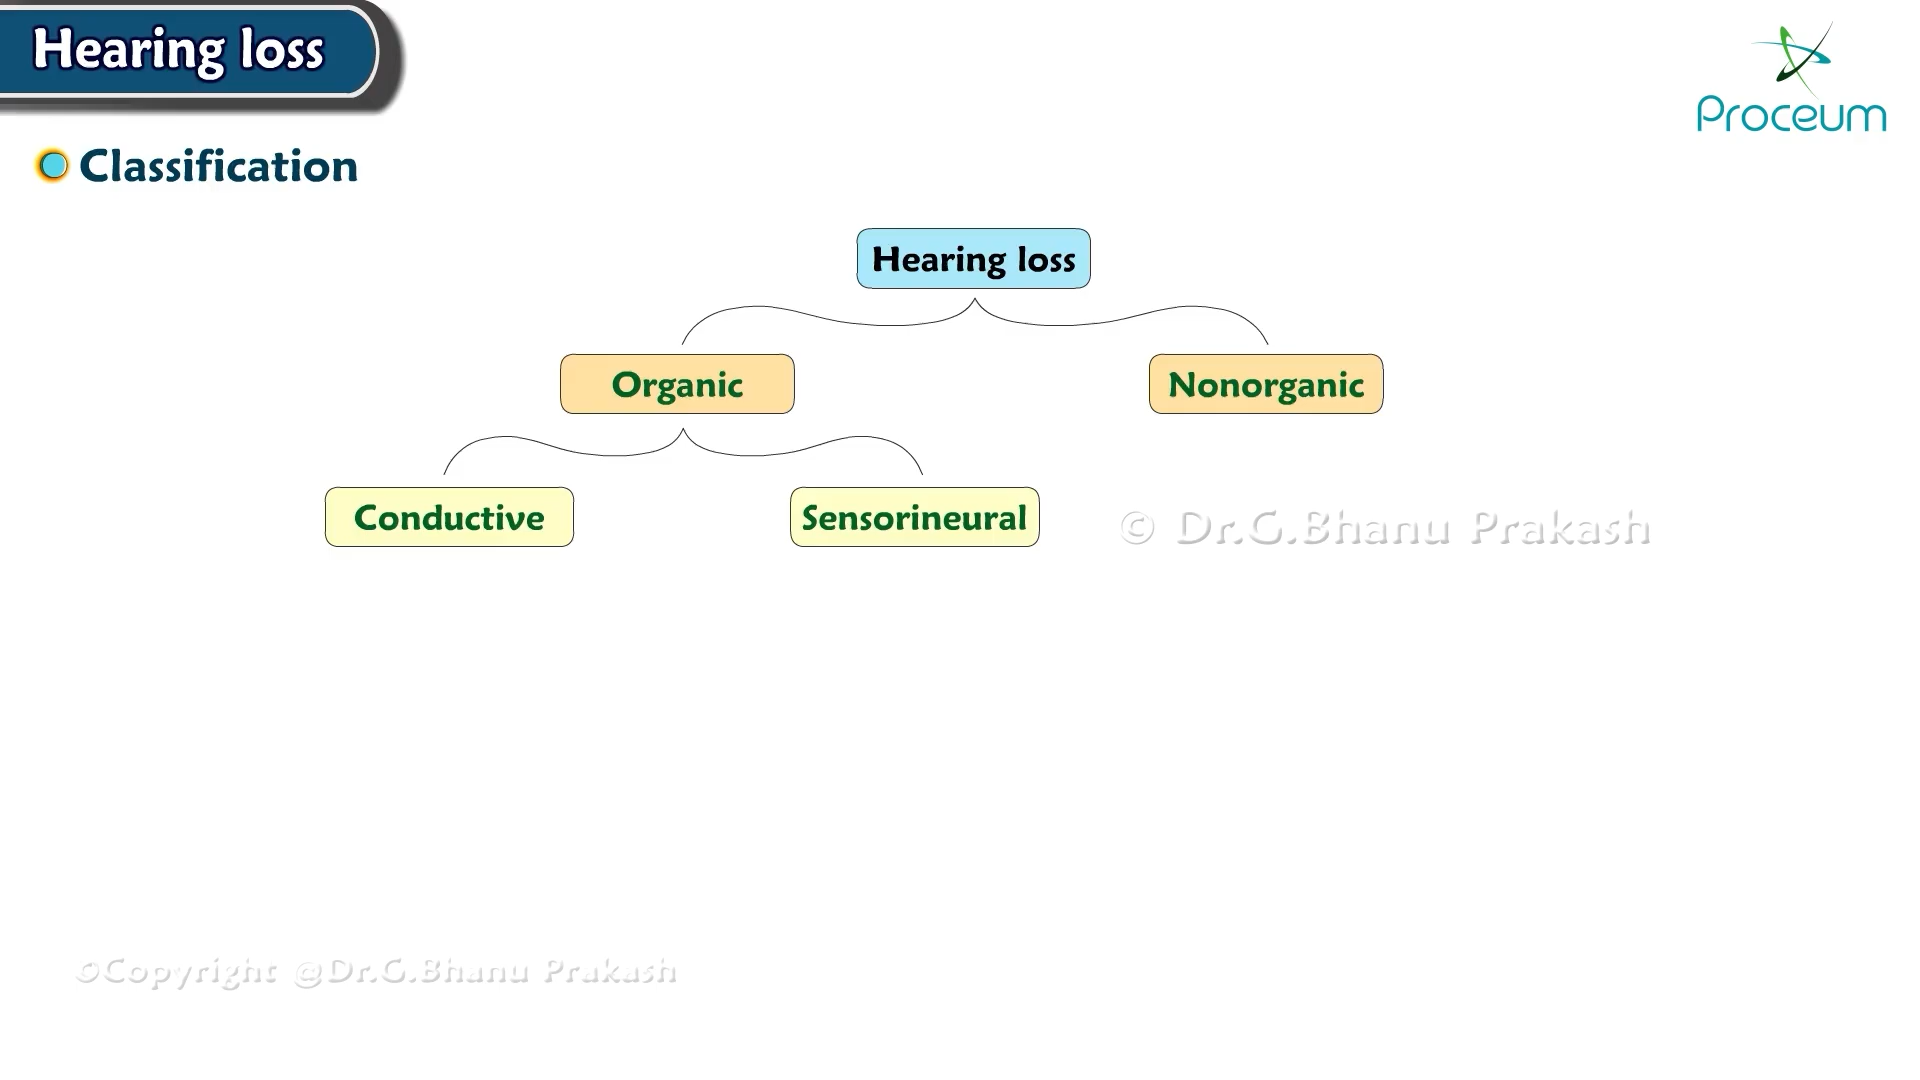 Hearing loss
Proceum
Classification
Hearing loss
Organic
Nonorganic
Conductive
Sensorineural
© Dr.G.Bhanu Prakash
©Copyright @Dr.G.Bhanu Prakash